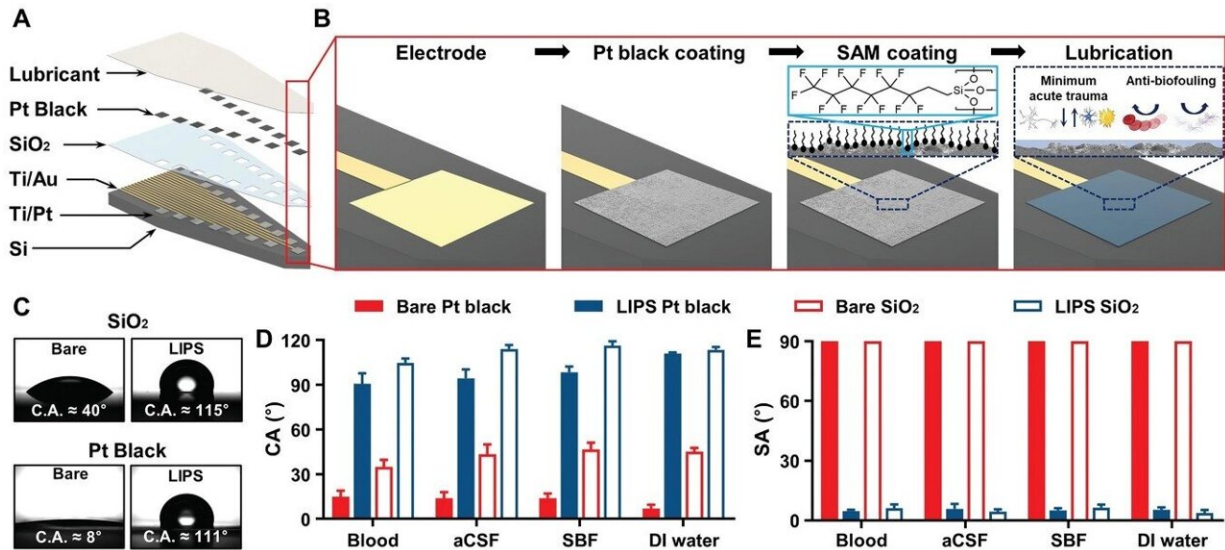 A
Lubricant
Pt Black
SiO₂
Ti/Au
Ti/Pt
Si
B
Electrode
Pt black coating
SAM coating
Lubrication
F F F F F F
F
F F F F F F
Si
O
O
O
Minimum
acute trauma
Anti-biofouling
C
SiO₂
Bare
C.A. ≈ 40°
LIPS
C.A. ≈ 115°
Pt Black
Bare
C.A. ≈ 8°
LIPS
C.A. ≈ 111°
Bare Pt black
LIPS Pt black
Bare SiO₂
LIPS SiO₂
D
CA (°)
120
90
60
30
0
Blood
aCSF
SBF
DI water
E
SA (°)
90
60
30
0
Blood
aCSF
SBF
DI water